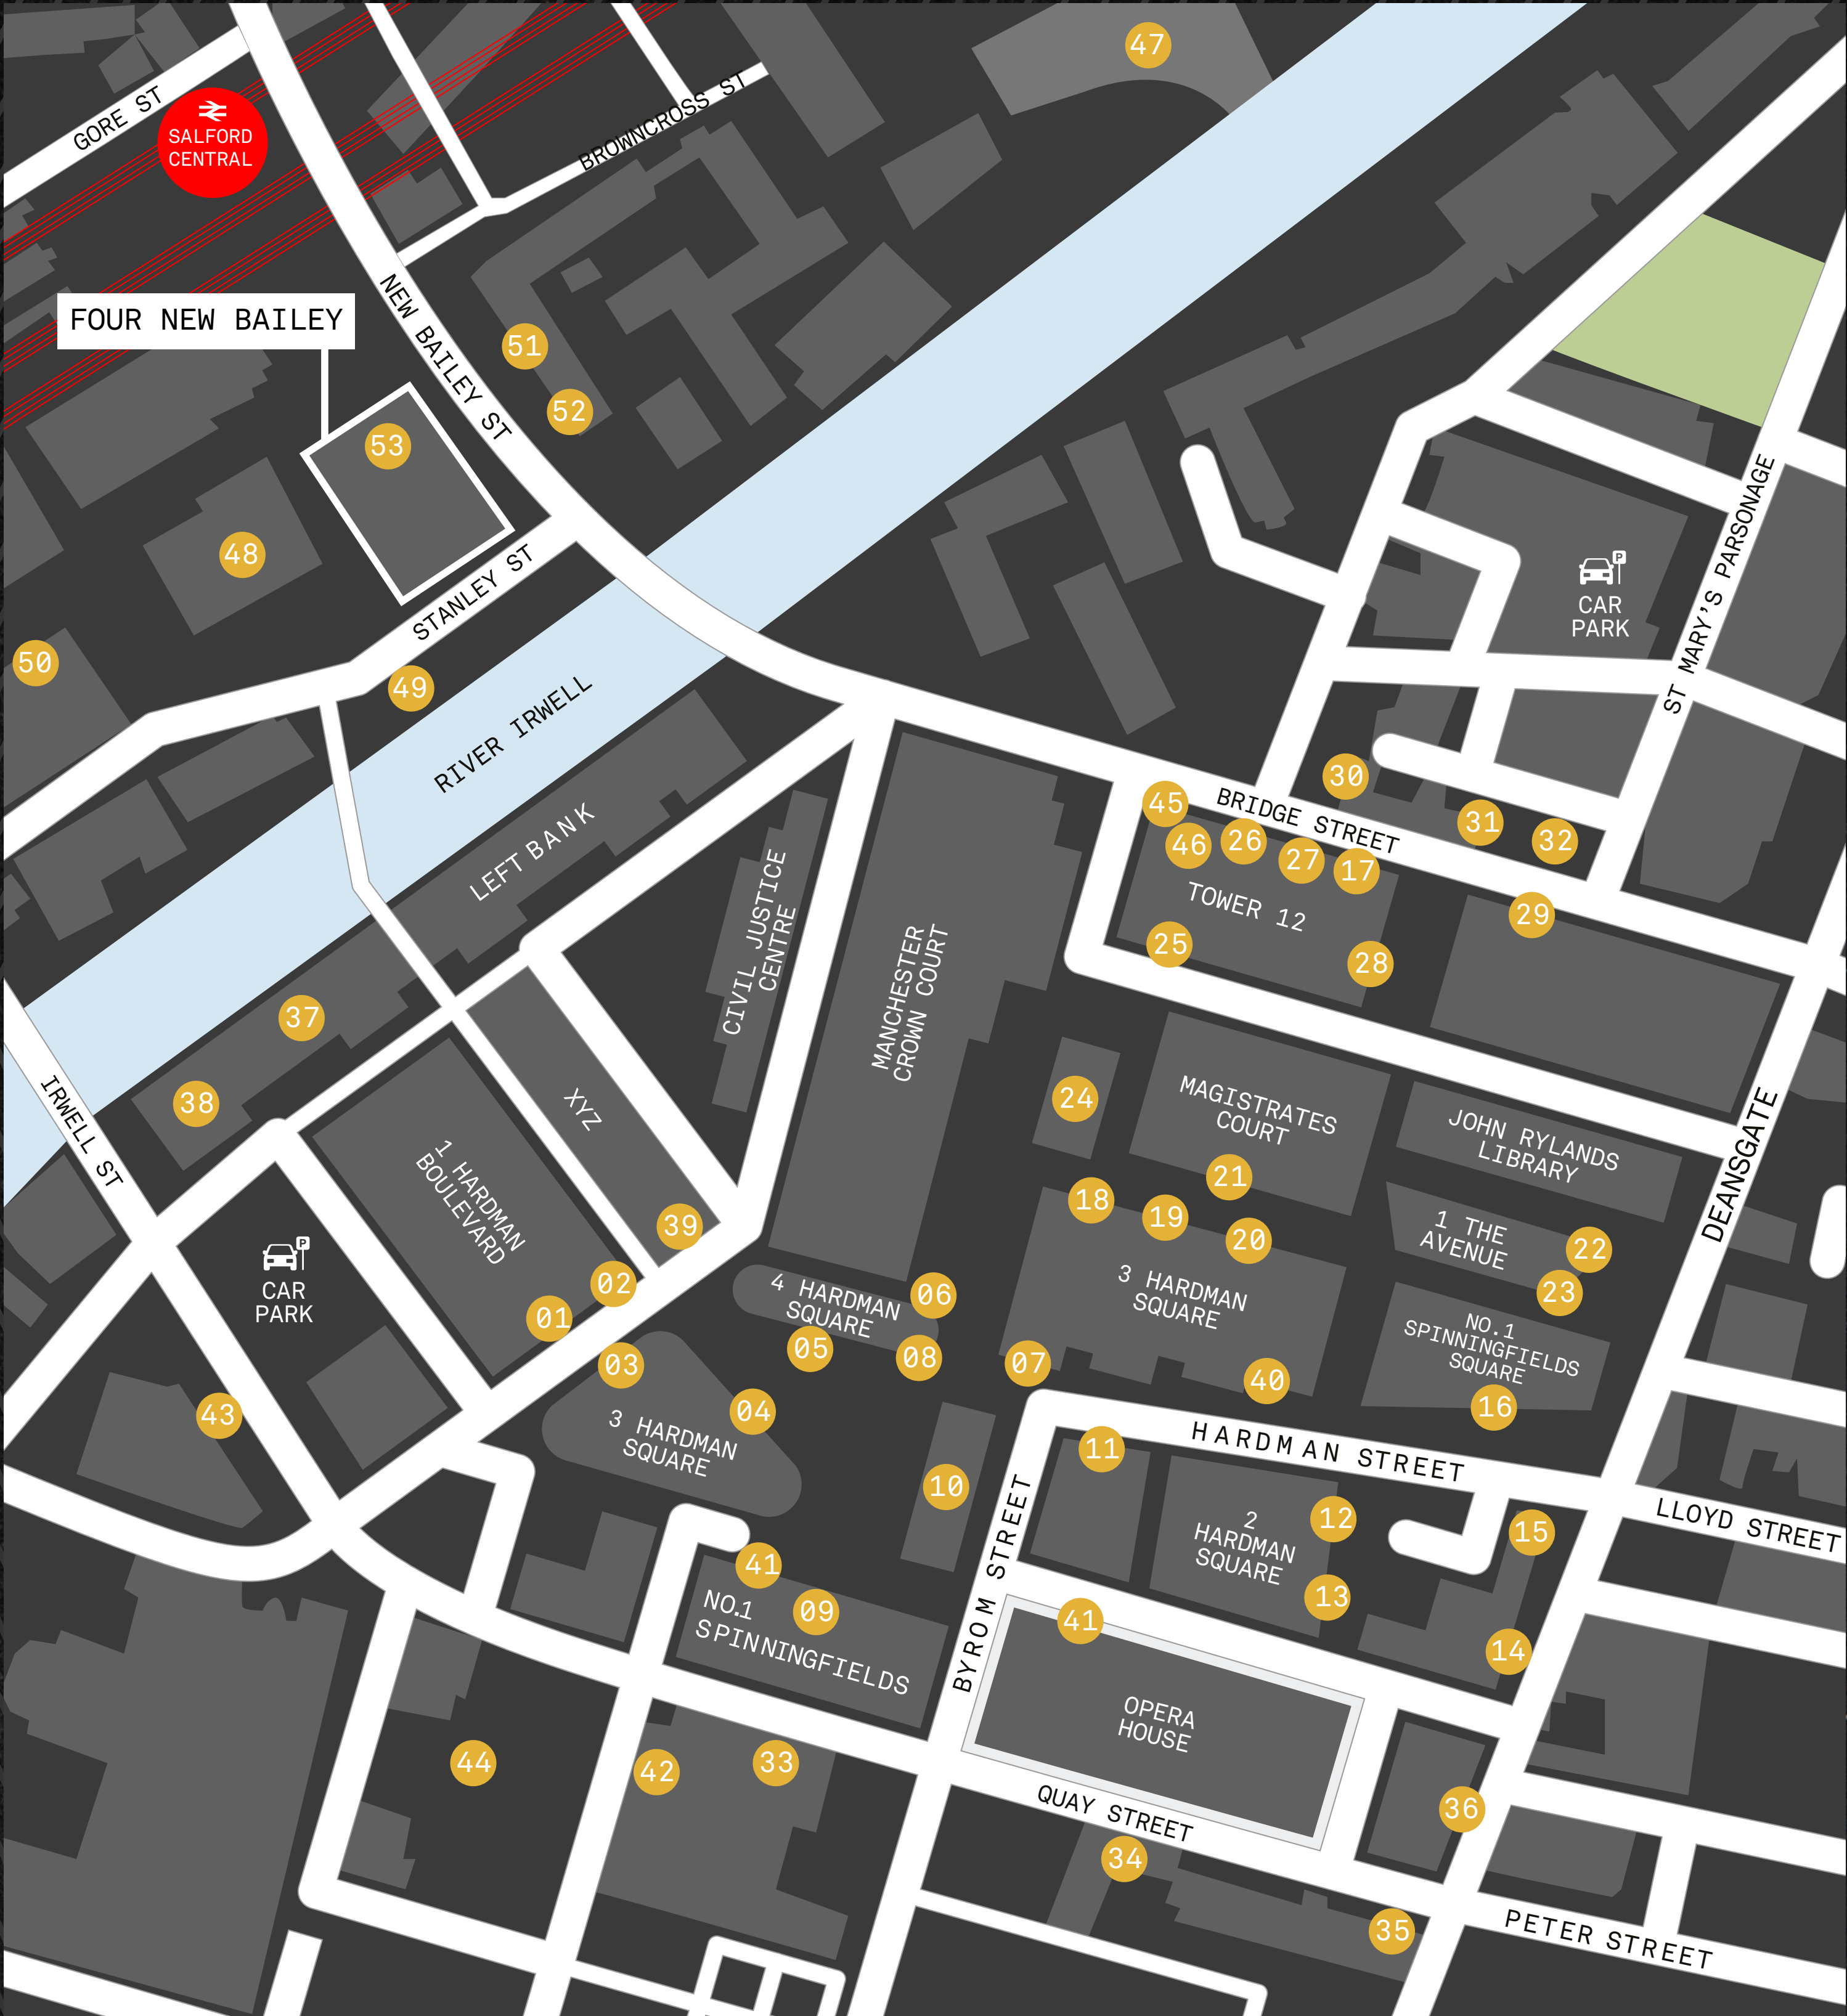 47
GORE ST
SALFORD
CENTRAL
BROWNCROSS ST
NEW BAILEY ST
FOUR NEW BAILEY
51
52
53
48
STANLEY ST
50
49
RIVER IRWELL
P
CAR
PARK
ST MARY'S PARSONAGE
30
45
BRIDGE STREET
31
32
46
26
27
17
TOWER 12
29
25
28
LEFT BANK
CIVIL JUSTICE
CENTRE
MANCHESTER
CROWN COURT
37
38
IRWELL ST
XYZ
1 HARDMAN
BOULEVARD
39
24
MAGISTRATES
COURT
JOHN RYLANDS
LIBRARY
DEANSGATE
21
18
19
20
1 THE
AVENUE
22
23
P
CAR
PARK
02
01
03
4 HARDMAN
SQUARE
06
05
08
3 HARDMAN
SQUARE
07
40
NO.1
SPINNINGFIELDS
SQUARE
16
43
04
3 HARDMAN
SQUARE
10
11
HARDMAN STREET
LLOYD STREET
12
2
HARDMAN
SQUARE
13
15
14
BYROM STREET
41
NO.1
SPINNINGFIELDS
09
41
OPERA
HOUSE
44
42
33
QUAY STREET
36
34
35
PETER STREET